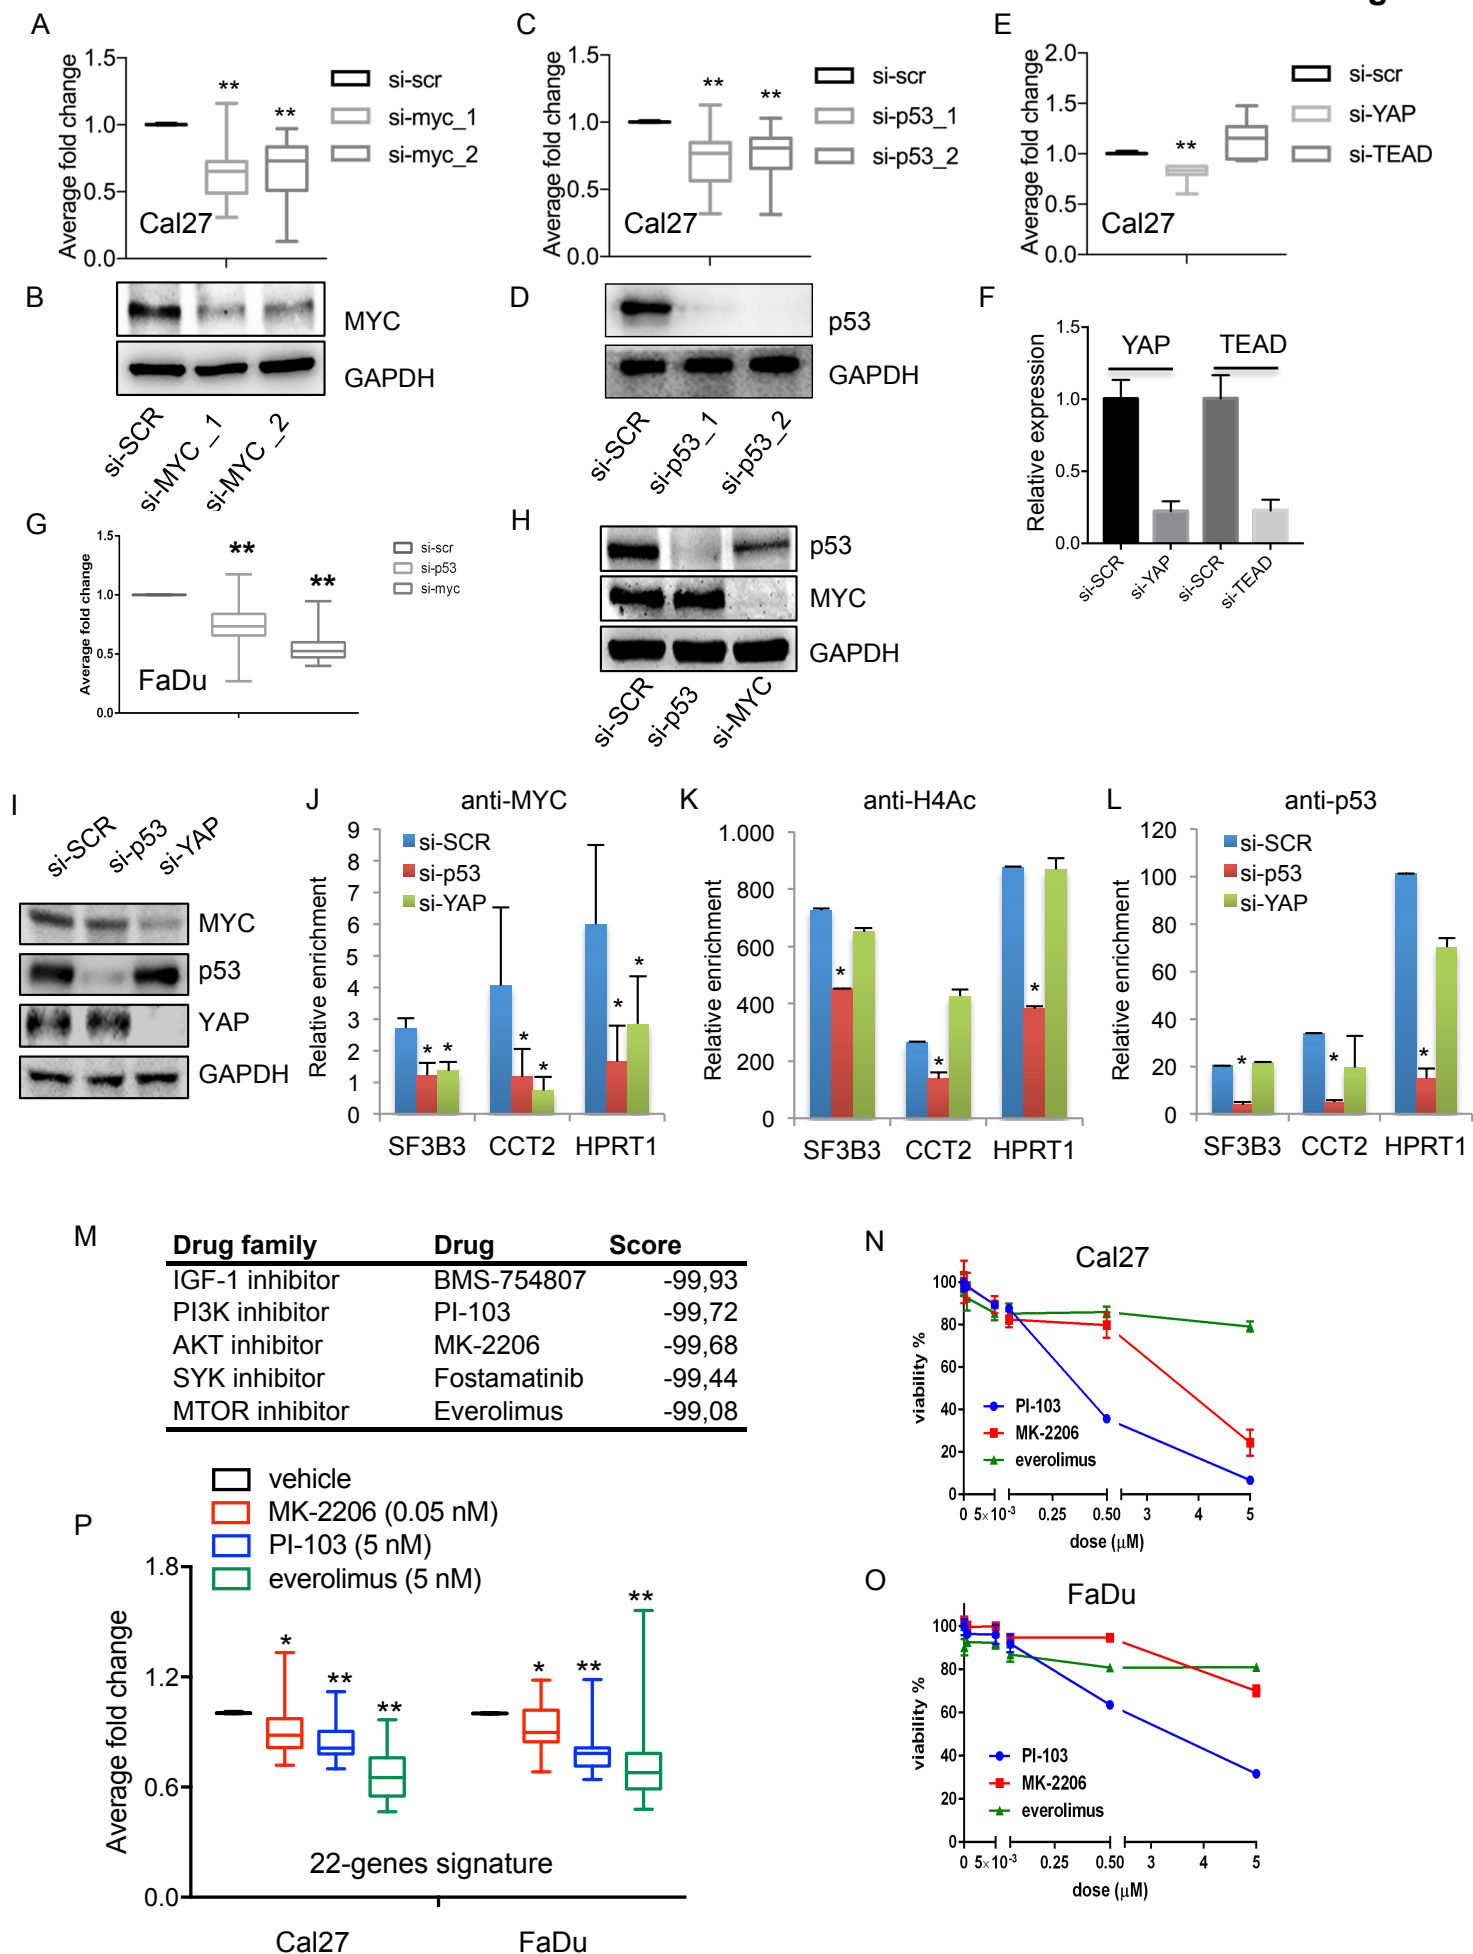 g
A
1.5
1.0
0.5
0.0
Average fold change
Cal27
**
**
si-scr
si-myc_1
si-myc_2
C
1.5
1.0
0.5
0.0
Average fold change
Cal27
**
**
si-scr
si-p53_1
si-p53_2
E
2.0
1.5
1.0
0.5
0.0
Average fold change
Cal27
**
si-scr
si-YAP
si-TEAD
B
MYC
GAPDH
si-SCR
si-MYC_1
si-MYC_2
D
p53
GAPDH
si-SCR
si-p53_1
si-p53_2
F
1.5
1.0
0.5
0.0
Relative expression
YAP
TEAD
si-SCR
si-YAP
si-SCR
si-TEAD
G
1.5
1.0
0.5
0.0
Average fold change
FaDu
**
**
si-scr
si-p53
si-myc
H
p53
MYC
GAPDH
si-SCR
si-p53
si-MYC
I
si-SCR
si-p53
si-YAP
MYC
p53
YAP
GAPDH
J
anti-MYC
9
8
7
6
5
4
3
2
1
0
Relative enrichment
si-SCR
si-p53
si-YAP
* *
* *
* *
SF3B3 CCT2 HPRT1
K
anti-H4Ac
1.000
800
600
400
200
0
Relative enrichment
*
*
*
SF3B3 CCT2 HPRT1
L
anti-p53
120
100
80
60
40
20
0
Relative enrichment
si-SCR
si-p53
si-YAP
*
*
*
SF3B3 CCT2 HPRT1
M
Drug family Drug Score
IGF-1 inhibitor BMS-754807 -99,93
PI3K inhibitor PI-103 -99,72
AKT inhibitor MK-2206 -99,68
SYK inhibitor Fostamatinib -99,44
MTOR inhibitor Everolimus -99,08
N
Cal27
100
80
60
40
20
0
viability %
PI-103
MK-2206
everolimus
0 5×10-3 0.25 0.50 3 4 5
dose (μM)
O
FaDu
100
80
60
40
20
0
viability %
PI-103
MK-2206
everolimus
0 5×10-3 0.25 0.50 3 4 5
dose (μM)
P
vehicle
MK-2206 (0.05 nM)
PI-103 (5 nM)
everolimus (5 nM)
1.8
1.2
0.6
0.0
Average fold change
*
**
**
*
**
**
22-genes signature
Cal27 FaDu